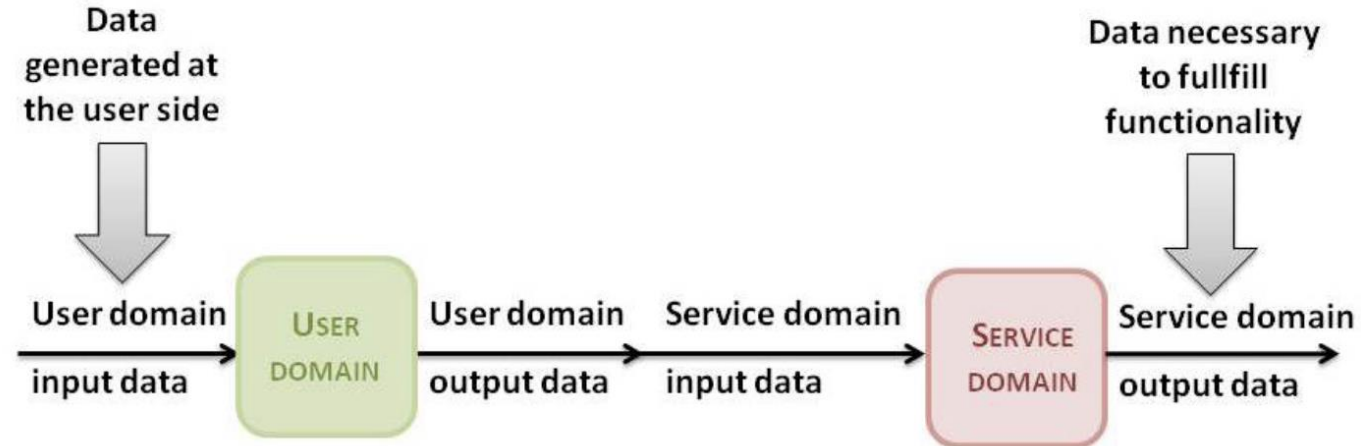 Data
generated at
the user side
Data necessary
to fullfill
functionality
User domain
input data
USER
DOMAIN
User domain
output data
Service domain
input data
SERVICE
DOMAIN
Service domain
output data